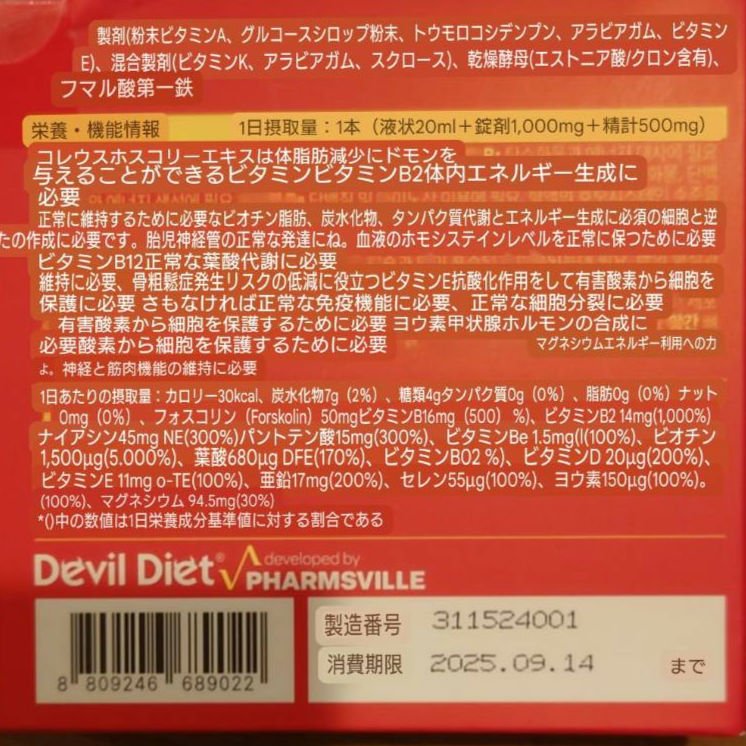 製剤(粉末ビタミンA、グルコースシロップ粉末、トウモロコシデンプン、アラビアガム、ビタミン
E)、混合製剤(ビタミンK、アラビアガム、スクロース)、乾燥酵母(エストニア酸/クロン含有)、
フマル酸第一鉄
栄養・機能情報 1日摂取量：1本（液状20ml＋錠剤1,000mg＋精計500mg）
コレウスホスコリーエキスは体脂肪減少にドモンを
与えることができるビタミンビタミンB2体内エネルギー生成に
必要
正常に維持するために必要なビオチン脂肪、炭水化物、タンパク質代謝とエネルギー生成に必須の細胞と逆
たの作成に必要です。胎児神経管の正常な発達にね。血液のホモシステインレベルを正常に保つために必要
ビタミンB12正常な葉酸代謝に必要
維持に必要、骨粗鬆症発生リスクの低減に役立つビタミンE抗酸化作用をして有害酸素から細胞を
保護に必要 さもなければ正常な免疫機能に必要、正常な細胞分裂に必要
有害酸素から細胞を保護するために必要 ヨウ素甲状腺ホルモンの合成に
必要酸素から細胞を保護するために必要 マグネシウムエネルギー利用への力
よ。神経と筋肉機能の維持に必要
1日あたりの摂取量：カロリー30kcal、炭水化物7g（2%）、糖類4gタンパク質0g（0%）、脂肪0g（0%）ナット
0mg（0%）、フォスコリン（Forskolin）50mgビタミンB16mg（500）%)、ビタミンB2 14mg(1,000%)
ナイアシン45mg NE(300%)パントテン酸15mg(300%)、ビタミンBe 1.5mg(l(100%)、ビオチン
1,500μg(5.000%)、葉酸680μg DFE(170%)、ビタミンBO2 %)、ビタミンD 20μg(200%)、
ビタミンE 11mg o-TE(100%)、亜鉛17mg(200%)、セレン55μg(100%)、ヨウ素150μg(100%)。
(100%)、マグネシウム 94.5mg(30%)
*()中の数値は1日栄養成分基準値に対する割合である
Devil Diet® developed by
PHARMSVILLE
製造番号 311524001
消費期限 2025.09.14 まで
8 809246 689022